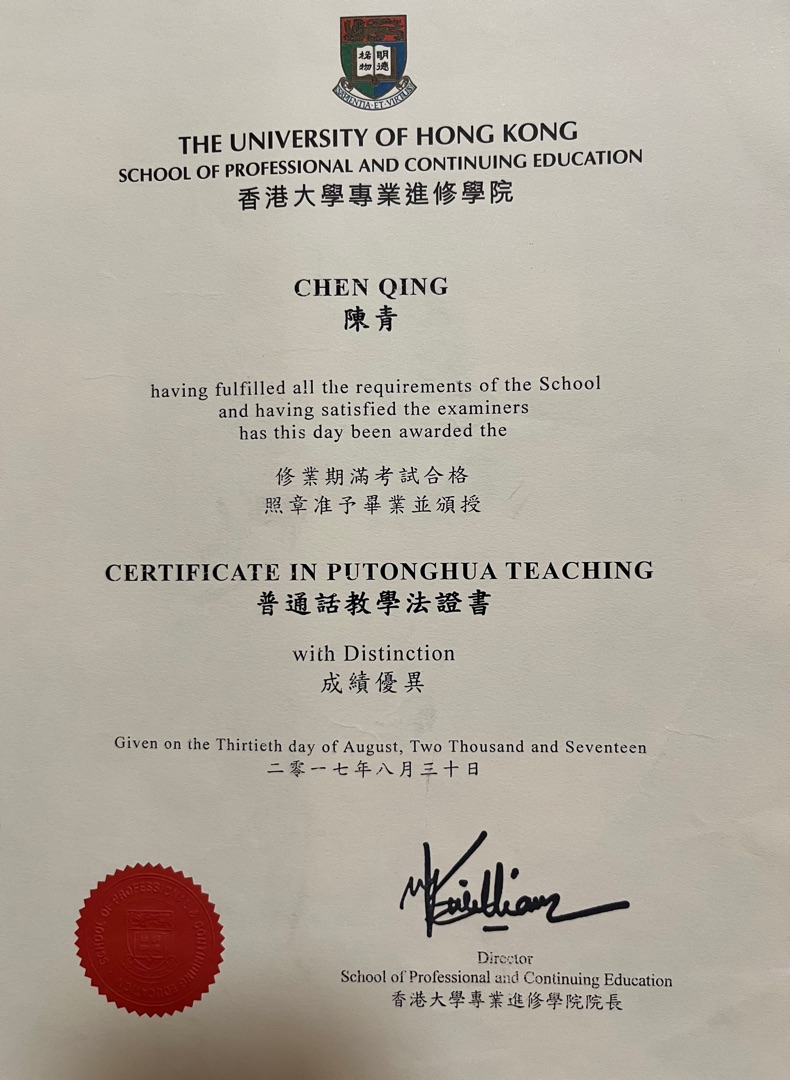 明德
格物
SAPIENTIA·ET·VIRTUS
THE UNIVERSITY OF HONG KONG
SCHOOL OF PROFESSIONAL AND CONTINUING EDUCATION
香港大學專業進修學院
CHEN QING
陳青
having fulfilled all the requirements of the School
and having satisfied the examiners
has this day been awarded the
修業期滿考試合格
照章准予畢業並頒授
CERTIFICATE IN PUTONGHUA TEACHING
普通話教學法證書
with Distinction
成績優異
Given on the Thirtieth day of August, Two Thousand and Seventeen
二零一七年八月三十日
SCHOOL OF PROFESSIONAL & CONTINUING EDUCATION
Director
School of Professional and Continuing Education
香港大學專業進修學院院長